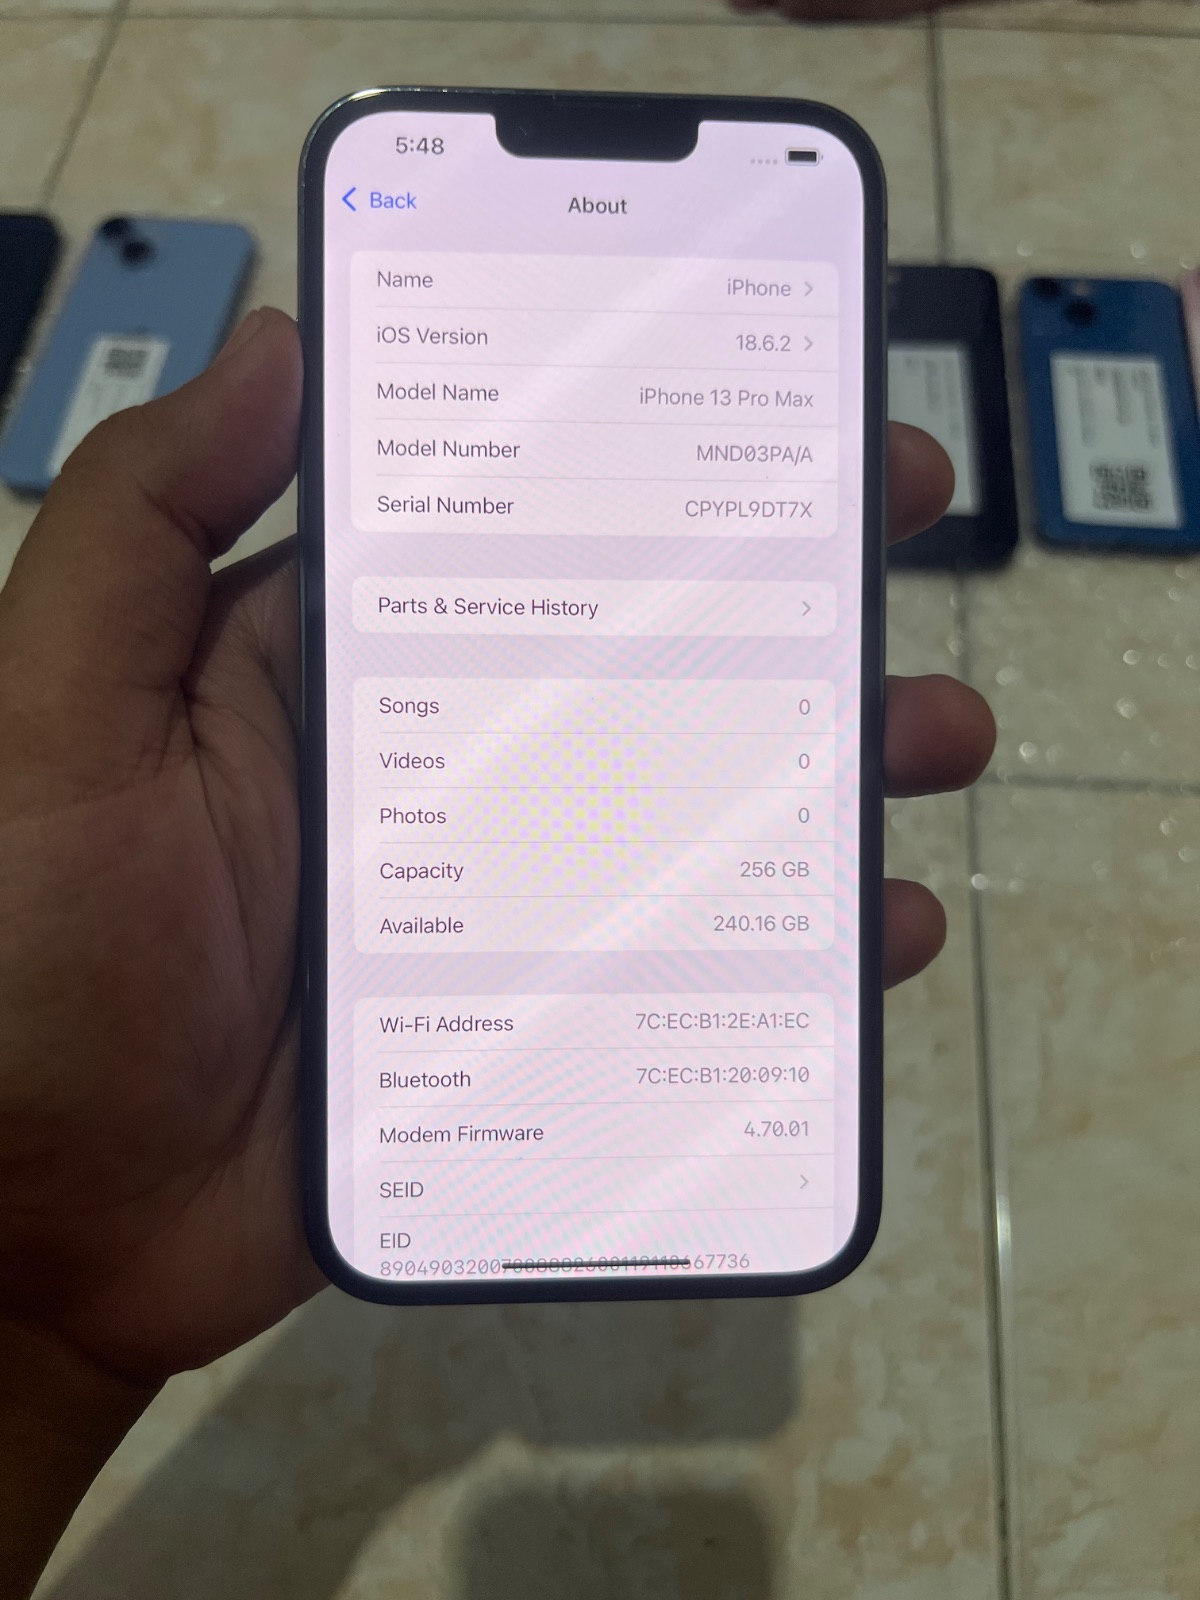 5:48
Back
About
Name iPhone
iOS Version 18.6.2
Model Name iPhone 13 Pro Max
Model Number MND03PA/A
Serial Number CPYPL9DT7X
Parts & Service History
Songs 0
Videos 0
Photos 0
Capacity 256 GB
Available 240.16 GB
Wi-Fi Address 7C:EC:B1:2E:A1:EC
Bluetooth 7C:EC:B1:20:09:10
Modem Firmware 4.70.01
SEID
EID